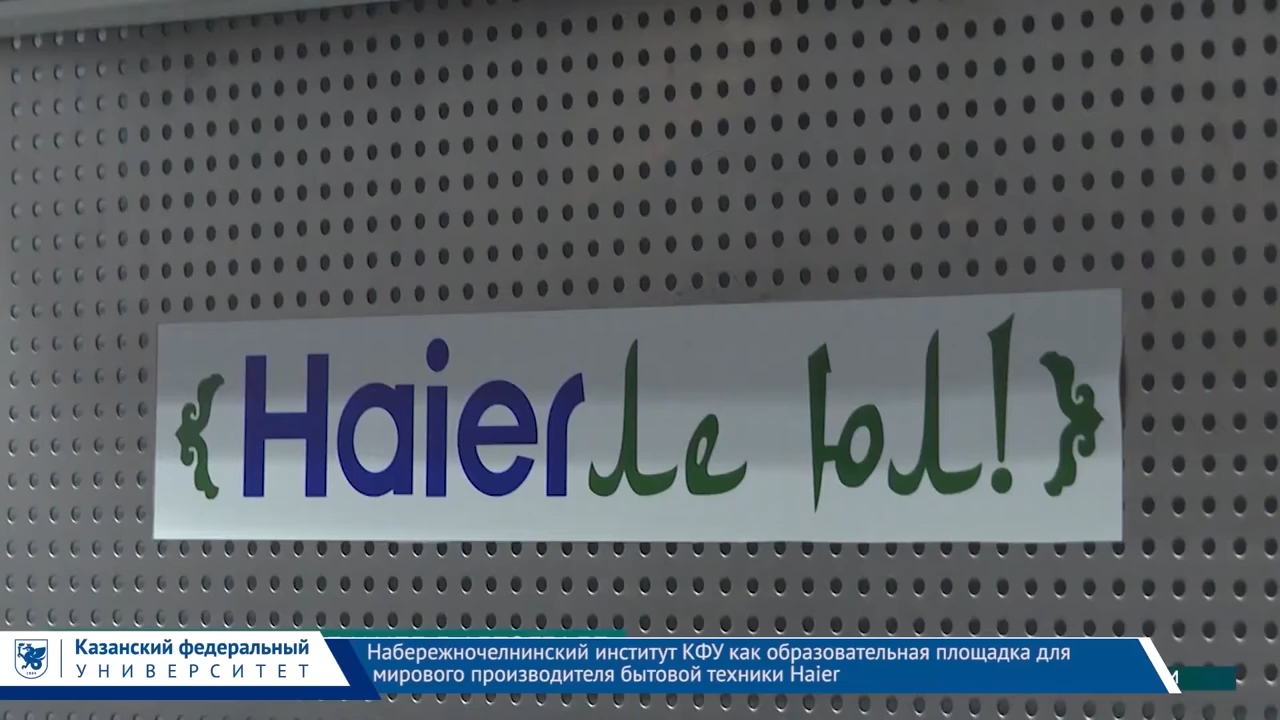 Haierле юл!
Казанский федеральный
УНИВЕРСИТЕТ
Набережночелнинский институт КФУ как образовательная площадка для
мирового производителя бытовой техники Haier